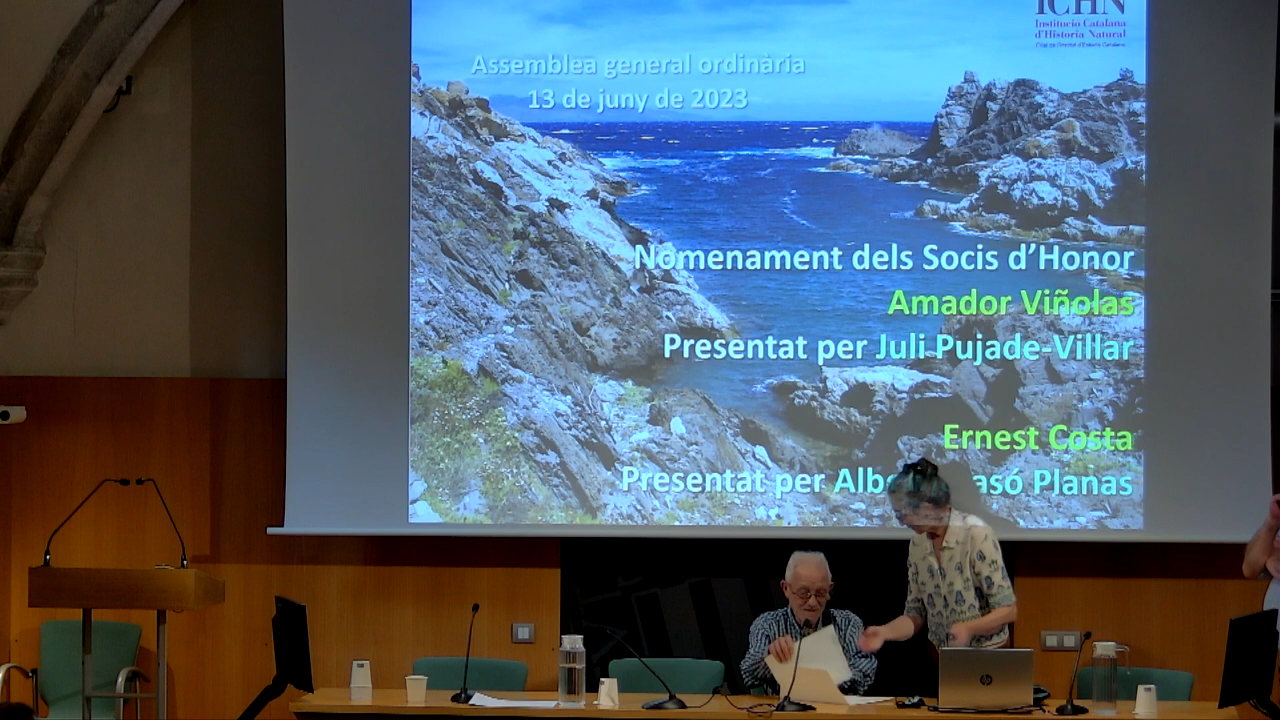 ICHN
Institució Catalana
d'Història Natural
Assemblea general ordinària
13 de juny de 2023
Nomenament dels Socis d'Honor
Amador Viñolas
Presentat per Juli Pujade-Villar
Ernest Costa
Presentat per Planas
hp